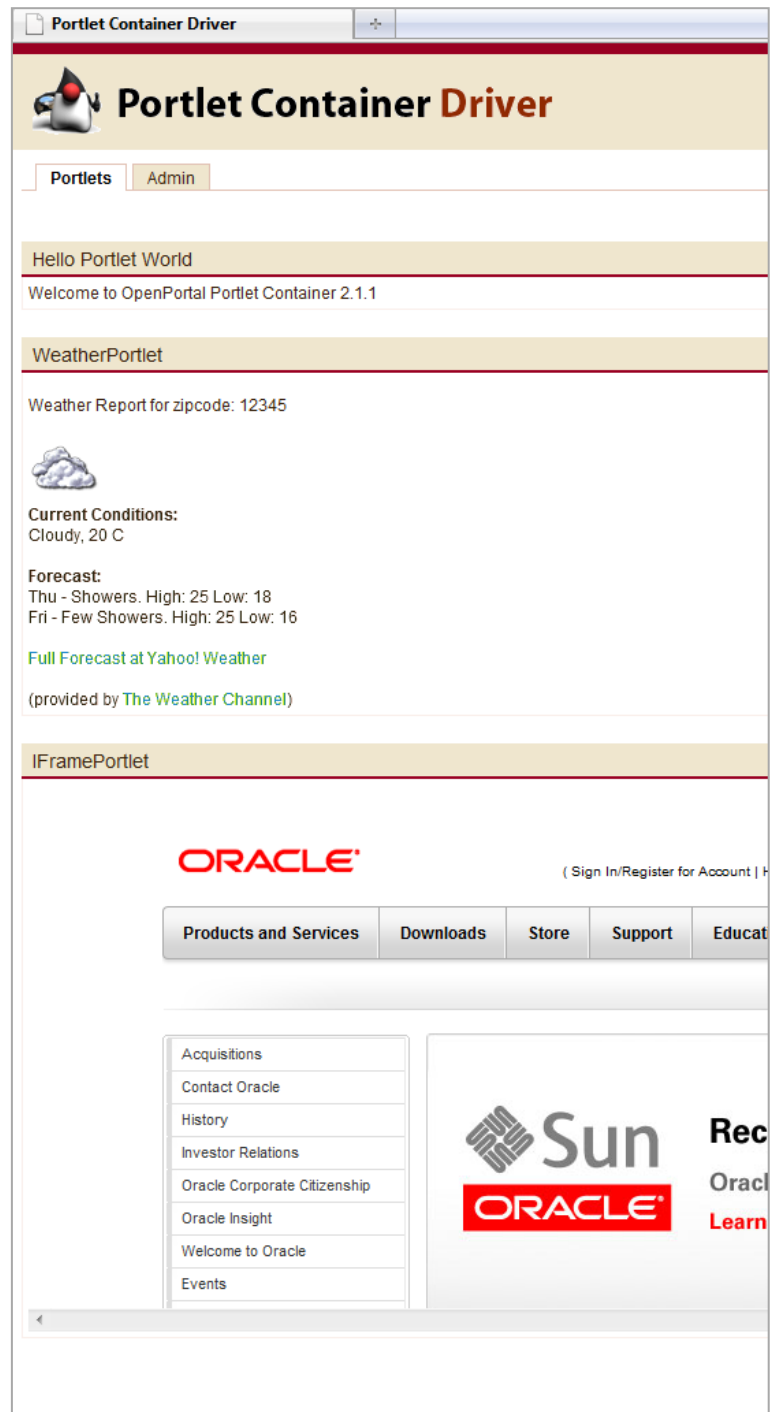 Portlet Container Driver
Portlet Container Driver
Portlets Admin
Hello Portlet World
Welcome to OpenPortal Portlet Container 2.1.1
WeatherPortlet
Weather Report for zipcode: 12345
Current Conditions:
Cloudy, 20 C
Forecast:
Thu - Showers. High: 25 Low: 18
Fri - Few Showers. High: 25 Low: 16
Full Forecast at Yahoo! Weather
(provided by The Weather Channel)
IFramePortlet
ORACLE
( Sign In/Register for Account | H
Products and Services Downloads Store Support Educat
Acquisitions
Contact Oracle
History
Investor Relations
Oracle Corporate Citizenship
Oracle Insight
Welcome to Oracle
Events
Sun
ORACLE
Rec
Oracl
Learn